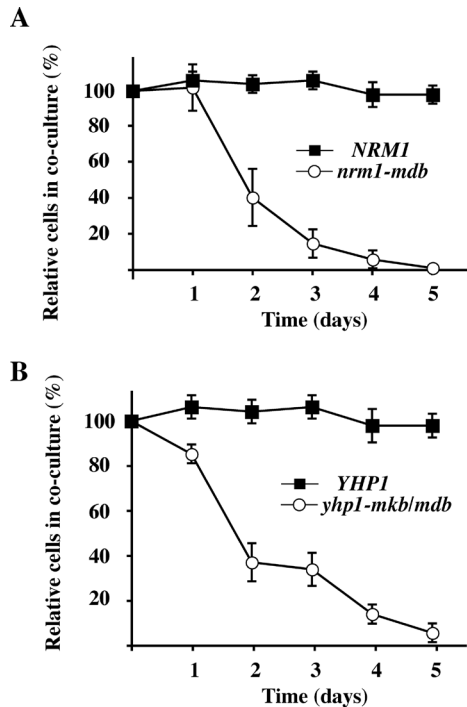 A
Relative cells in co-culture (%)
100
80
60
40
20
NRM1
nrm1-mdb
1 2 3 4 5
Time (days)
B
Relative cells in co-culture (%)
100
80
60
40
20
YHP1
yhp1-mkb/mdb
1 2 3 4 5
Time (days)